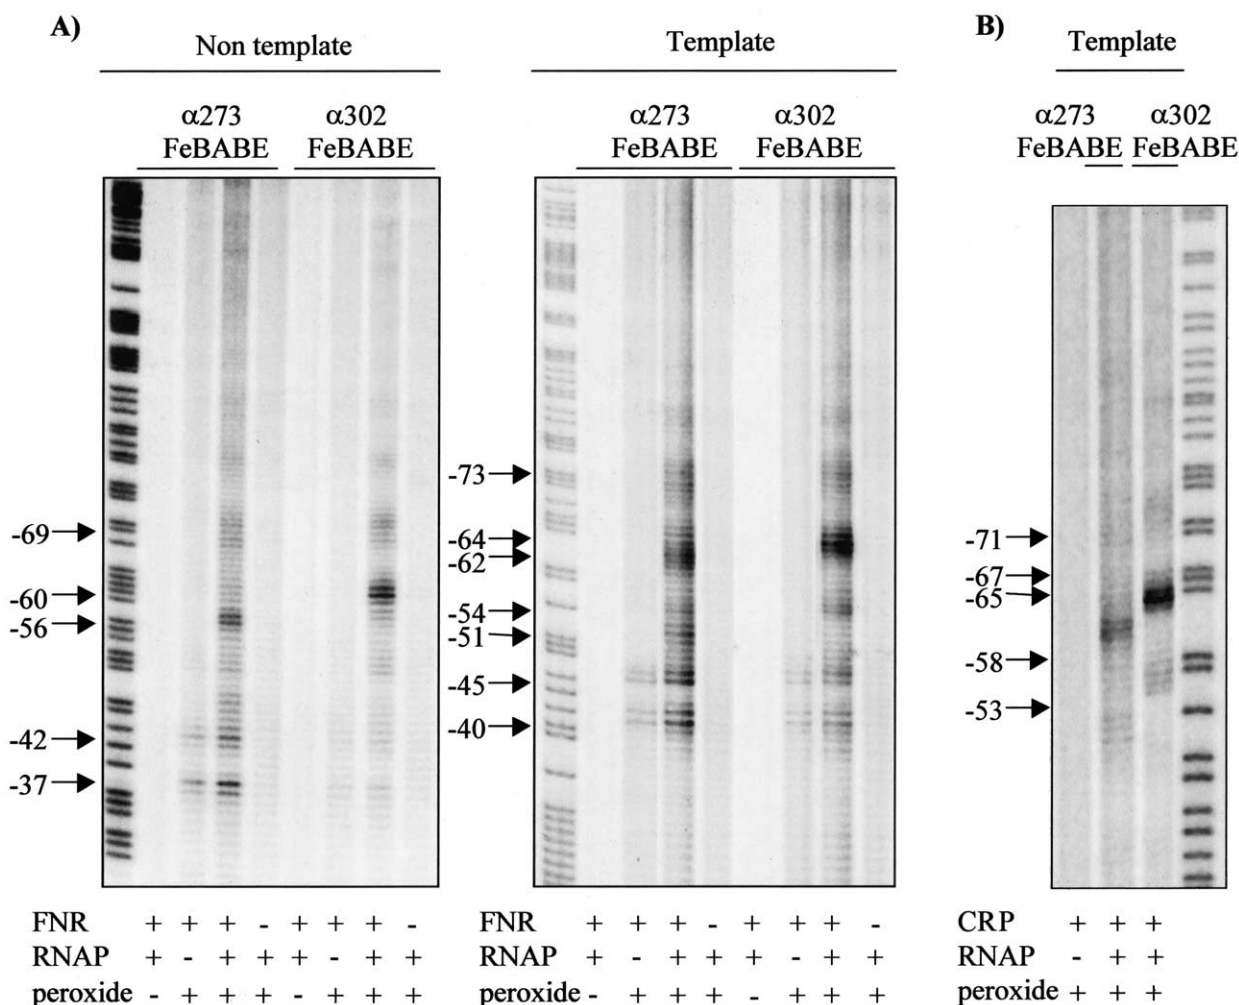 A)
Non template
Template
B)
Template
α273
FeBABE
α302
FeBABE
α273
FeBABE
α302
FeBABE
α273
FeBABE
α302
FeBABE
-69
-60
-56
-42
-37
-73
-64
-62
-54
-51
-45
-40
-71
-67
-65
-58
-53
FNR + + + - + + + -
RNAP + - + + + - + +
peroxide - + + + - + + +
FNR + + + - + + + -
RNAP + - + + + - + +
peroxide - + + + - + + +
CRP + + +
RNAP - + +
peroxide + + +